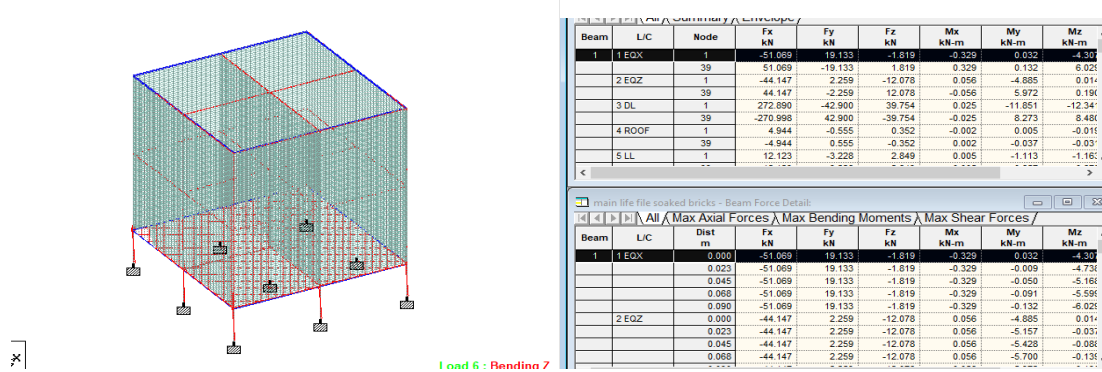 All Summary Envelope
Beam L/C Node Fx kN Fy kN Fz kN Mx kN-m My kN-m Mz kN-m
1 1 EQX 1 -51.069 19.133 -1.819 -0.329 0.032 -4.307
39 51.069 -19.133 1.819 0.329 0.132 6.029
2 EQZ 1 -44.147 2.259 -12.078 0.056 -4.885 0.014
39 44.147 -2.259 12.078 -0.056 5.972 0.190
3 DL 1 272.890 -42.900 39.754 0.025 -11.851 -12.341
39 -270.998 42.900 -39.754 -0.025 8.273 8.480
4 ROOF 1 4.944 -0.555 0.352 -0.002 0.005 -0.019
39 -4.944 0.555 -0.352 0.002 -0.037 -0.031
5 LL 1 12.123 -3.228 2.849 0.005 -1.113 -1.163
main life file soaked bricks - Beam Force Detail:
All Max Axial Forces Max Bending Moments Max Shear Forces
Beam L/C Dist m Fx kN Fy kN Fz kN Mx kN-m My kN-m Mz kN-m
1 1 EQX 0.000 -51.069 19.133 -1.819 -0.329 0.032 -4.307
0.023 -51.069 19.133 -1.819 -0.329 -0.009 -4.738
0.045 -51.069 19.133 -1.819 -0.329 -0.050 -5.168
0.068 -51.069 19.133 -1.819 -0.329 -0.091 -5.599
0.090 -51.069 19.133 -1.819 -0.329 -0.132 -6.029
2 EQZ 0.000 -44.147 2.259 -12.078 0.056 -4.885 0.014
0.023 -44.147 2.259 -12.078 0.056 -5.157 -0.037
0.045 -44.147 2.259 -12.078 0.056 -5.428 -0.088
0.068 -44.147 2.259 -12.078 0.056 -5.700 -0.139
X
Load 6 : Bending Z